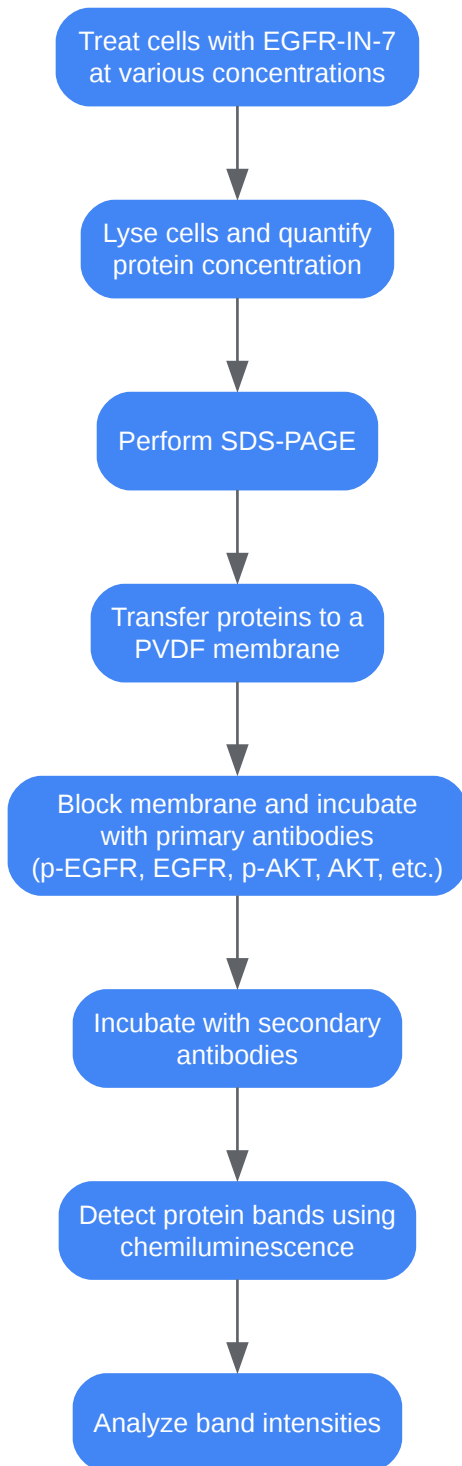 Treat cells with EGFR-IN-7
at various concentrations
Lyse cells and quantify
protein concentration
Perform SDS-PAGE
Transfer proteins to a
PVDF membrane
Block membrane and incubate
with primary antibodies
(p-EGFR, EGFR, p-AKT, AKT, etc.)
Incubate with secondary
antibodies
Detect protein bands using
chemiluminescence
Analyze band intensities